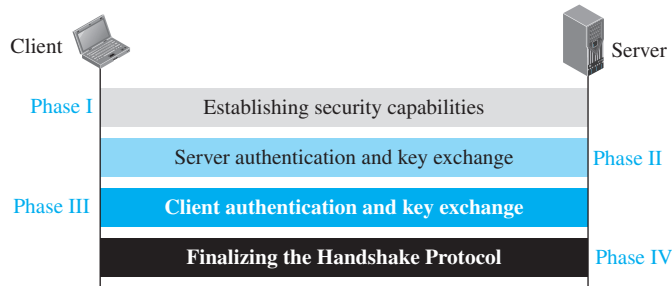 Client
Server
Phase I
Establishing security capabilities
Server authentication and key exchange
Phase II
Phase III
Client authentication and key exchange
Finalizing the Handshake Protocol
Phase IV